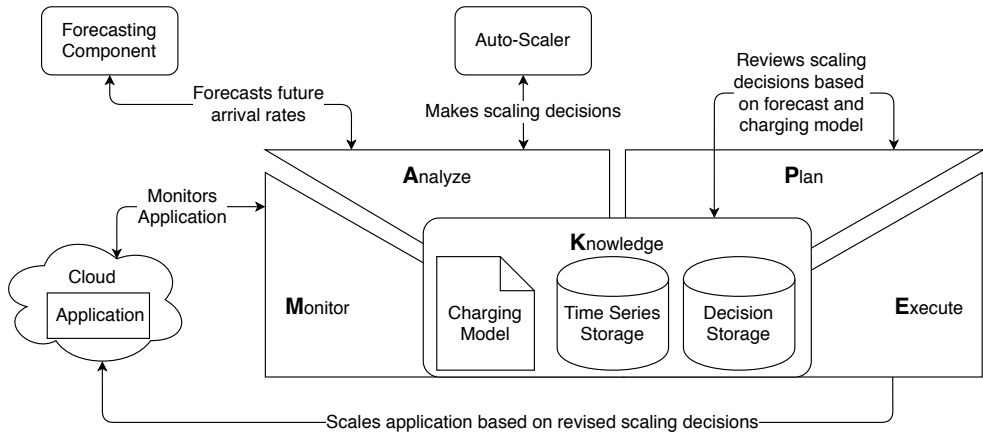 Forecasting
Component
Auto-Scaler
Reviews scaling
decisions based
on forecast and
charging model
Forecasts future
arrival rates
Makes scaling decisions
Analyze
Plan
Monitors
Application
Knowledge
Cloud
Application
Monitor
Charging
Model
Time Series
Storage
Decision
Storage
Execute
Scales application based on revised scaling decisions